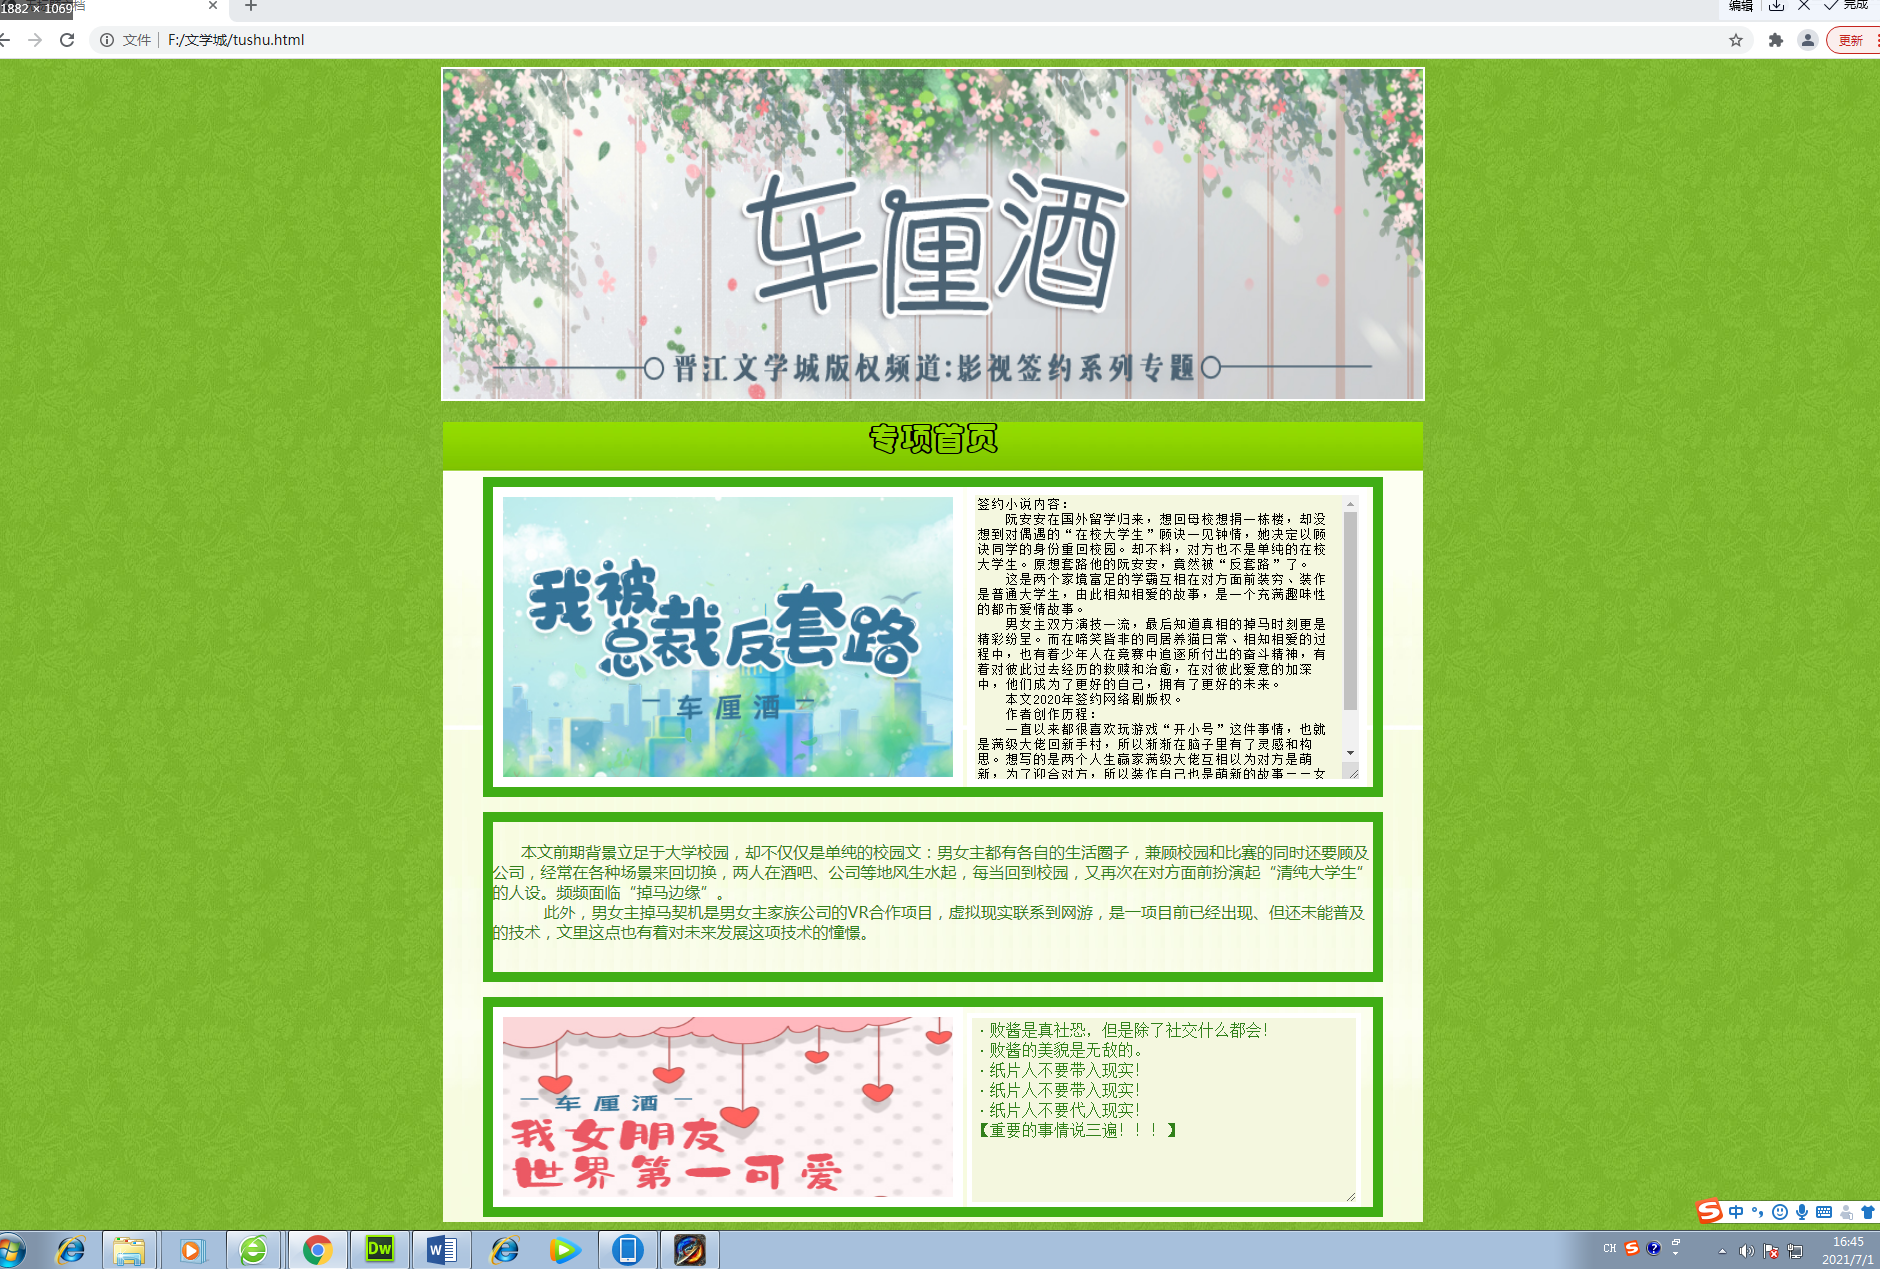 1882 × 1069
档
编辑
完成
文件
F:/文学城/tushu.html
更新
车厘酒
晋江文学城版权频道:影视签约系列专题
专项首页
我被总裁反套路
车厘酒
签约小说内容：
阮安安在国外留学归来，想回母校想捐一栋楼，却没
想到对偶遇的“在校大学生”顾诀一见钟情，她决定以顾
诀同学的身份重回校园。却不料，对方也不是单纯的在校
大学生。原想套路他的阮安安，竟然被“反套路”了。
这是两个家境富足的学霸互相在对方面前装穷、装作
是普通大学生，由此相知相爱的故事，是一个充满趣味性
的都市爱情故事。
男女主双方演技一流，最后知道真相的掉马时刻更是
精彩纷呈。而在啼笑皆非的同居养猫日常、相知相爱的过
程中，也有着少年人在竞赛中追逐所付出的奋斗精神，有
着对彼此过去经历的救赎和治愈，在对彼此爱意的加深
中，他们成为了更好的自己，拥有了更好的未来。
本文2020年签约网络剧版权。
作者创作历程：
一直以来都很喜欢玩游戏“开小号”这件事情，也就
是满级大佬回新手村，所以渐渐在脑子里有了灵感和构
思。想写的是两个人生赢家满级大佬互相以为对方是萌
新，为了迎合对方，所以装作自己也是萌新的故事——女
本文前期背景立足于大学校园，却不仅仅是单纯的校园文：男女主都有各自的生活圈子，兼顾校园和比赛的同时还要顾及
公司，经常在各种场景来回切换，两人在酒吧、公司等地风生水起，每当回到校园，又再次在对方面前扮演起“清纯大学生”
的人设。频频面临“掉马边缘”。
此外，男女主掉马契机是男女主家族公司的VR合作项目，虚拟现实联系到网游，是一项目前已经出现、但还未能普及
的技术，文里这点也有着对未来发展这项技术的憧憬。
车厘酒
我女朋友
世界第一可爱
·败酱是真社恐，但是除了社交什么都会！
·败酱的美貌是无敌的。
·纸片人不要带入现实！
·纸片人不要带入现实！
·纸片人不要代入现实！
【重要的事情说三遍！！！】
中
Dw
CH
16:45
2021/7/1